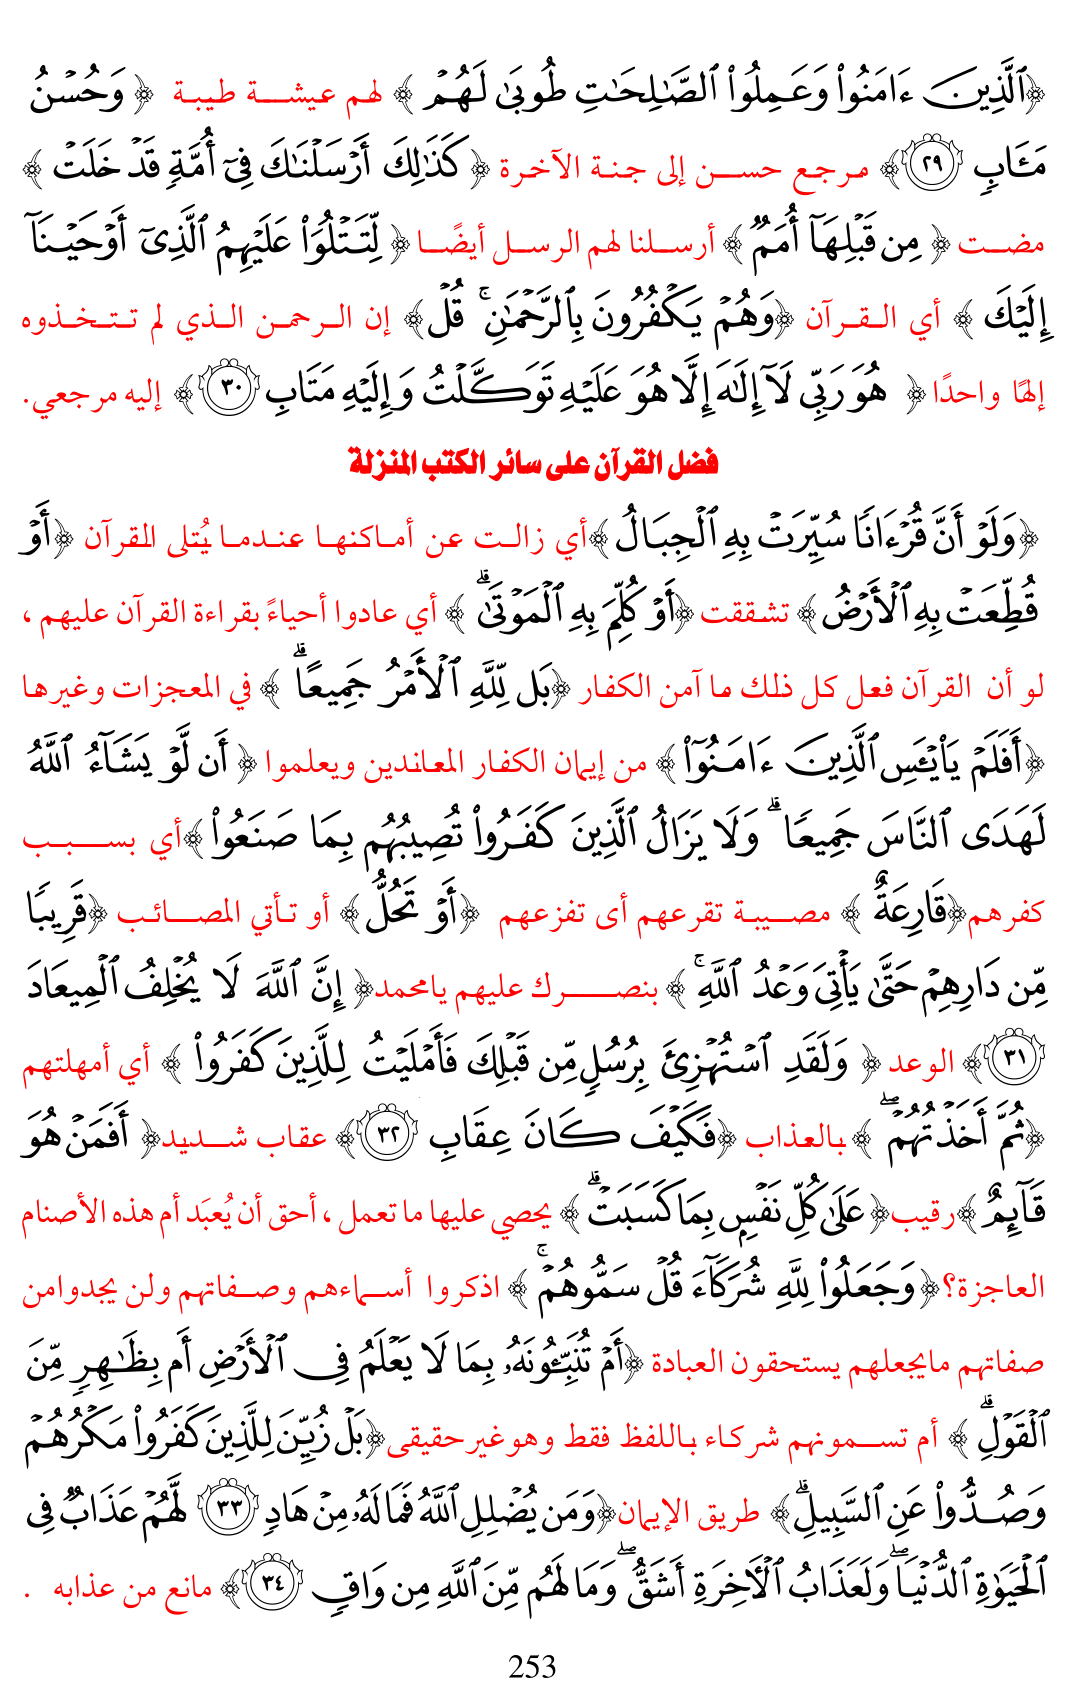 ﴿ٱلَّذِينَ ءَامَنُوا۟ وَعَمِلُوا۟ ٱلصَّـٰلِحَـٰتِ طُوبَىٰ لَهُمْ ﴾ لهم عيشة طيبة ﴿ وَحُسْنُ
مَـَٔابٍ ۝٢٩﴾ مرجع حسن إلى جنة الآخرة ﴿ كَذَٰلِكَ أَرْسَلْنَـٰكَ فِىٓ أُمَّةٍ قَدْ خَلَتْ ﴾
مضت ﴿ مِن قَبْلِهَآ أُمَمٌ ﴾ أرسلنا لهم الرسل أيضًا ﴿ لِّتَتْلُوَا۟ عَلَيْهِمُ ٱلَّذِىٓ أَوْحَيْنَآ
إِلَيْكَ ﴾ أي القرآن ﴿وَهُمْ يَكْفُرُونَ بِٱلرَّحْمَـٰنِ ۚ قُلْ﴾ إن الرحمن الذي لم تتخذوه
إلهًا واحدًا ﴿ هُوَ رَبِّى لَآ إِلَـٰهَ إِلَّا هُوَ عَلَيْهِ تَوَكَّلْتُ وَإِلَيْهِ مَتَابِ ۝٣٠ ﴾ إليه مرجعي.
فضل القرآن على سائر الكتب المنزلة
﴿وَلَوْ أَنَّ قُرْءَانًا سُيِّرَتْ بِهِ ٱلْجِبَالُ ﴾أي زالت عن أماكنها عندما يُتلى القرآن ﴿أَوْ
قُطِّعَتْ بِهِ ٱلْأَرْضُ ﴾ تشققت ﴿أَوْ كُلِّمَ بِهِ ٱلْمَوْتَىٰ ۗ ﴾ أي عادوا أحياءً بقراءة القرآن عليهم ،
لو أن القرآن فعل كل ذلك ما آمن الكفار ﴿بَل لِّلَّهِ ٱلْأَمْرُ جَمِيعًا ۗ ﴾ في المعجزات وغيرها
﴿أَفَلَمْ يَا۟يْـَٔسِ ٱلَّذِينَ ءَامَنُوٓا۟ ﴾ من إيمان الكفار المعاندين ويعلموا ﴿ أَن لَّوْ يَشَآءُ ٱللَّهُ
لَهَدَى ٱلنَّاسَ جَمِيعًا ۗ وَلَا يَزَالُ ٱلَّذِينَ كَفَرُوا۟ تُصِيبُهُم بِمَا صَنَعُوا۟ ﴾أي بسبب
كفرهم﴿قَارِعَةٌ ﴾ مصيبة تقرعهم أى تفزعهم ﴿أَوْ تَحُلُّ ﴾ أو تأتي المصائب ﴿قَرِيبًا
مِّن دَارِهِمْ حَتَّىٰ يَأْتِىَ وَعْدُ ٱللَّهِ ۚ ﴾ بنصرك عليهم يامحمد﴿ إِنَّ ٱللَّهَ لَا يُخْلِفُ ٱلْمِيعَادَ
۝٣١﴾ الوعد ﴿ وَلَقَدِ ٱسْتُهْزِئَ بِرُسُلٍ مِّن قَبْلِكَ فَأَمْلَيْتُ لِلَّذِينَ كَفَرُوا۟ ﴾ أي أمهلتهم
﴿ثُمَّ أَخَذْتُهُمْ ۖ ﴾ بالعذاب ﴿فَكَيْفَ كَانَ عِقَابِ ۝٣٢﴾ عقاب شديد﴿ أَفَمَنْ هُوَ
قَآئِمٌ ﴾رقيب﴿ عَلَىٰ كُلِّ نَفْسٍ بِمَا كَسَبَتْ ۗ ﴾ يحصي عليها ما تعمل ، أحق أن يُعبَد أم هذه الأصنام
العاجزة؟﴿ وَجَعَلُوا۟ لِلَّهِ شُرَكَآءَ قُلْ سَمُّوهُمْ ۚ ﴾ اذكروا أسماءهم وصفاتهم ولن يجدوامن
صفاتهم مايجعلهم يستحقون العبادة ﴿أَمْ تُنَبِّـُٔونَهُۥ بِمَا لَا يَعْلَمُ فِى ٱلْأَرْضِ أَم بِظَـٰهِرٍ مِّنَ
ٱلْقَوْلِ ۗ ﴾ أم تسمونهم شركاء باللفظ فقط وهوغيرحقيقى﴿بَلْ زُيِّنَ لِلَّذِينَ كَفَرُوا۟ مَكْرُهُمْ
وَصُدُّوا۟ عَنِ ٱلسَّبِيلِ ۗ ﴾ طريق الإيمان﴿وَمَن يُضْلِلِ ٱللَّهُ فَمَا لَهُۥ مِنْ هَادٍ ۝٣٣ لَّهُمْ عَذَابٌ فِى
ٱلْحَيَوٰةِ ٱلدُّنْيَا ۖ وَلَعَذَابُ ٱلْـَٔاخِرَةِ أَشَقُّ ۖ وَمَا لَهُم مِّنَ ٱللَّهِ مِن وَاقٍ ۝٣٤﴾ مانع من عذابه .
253